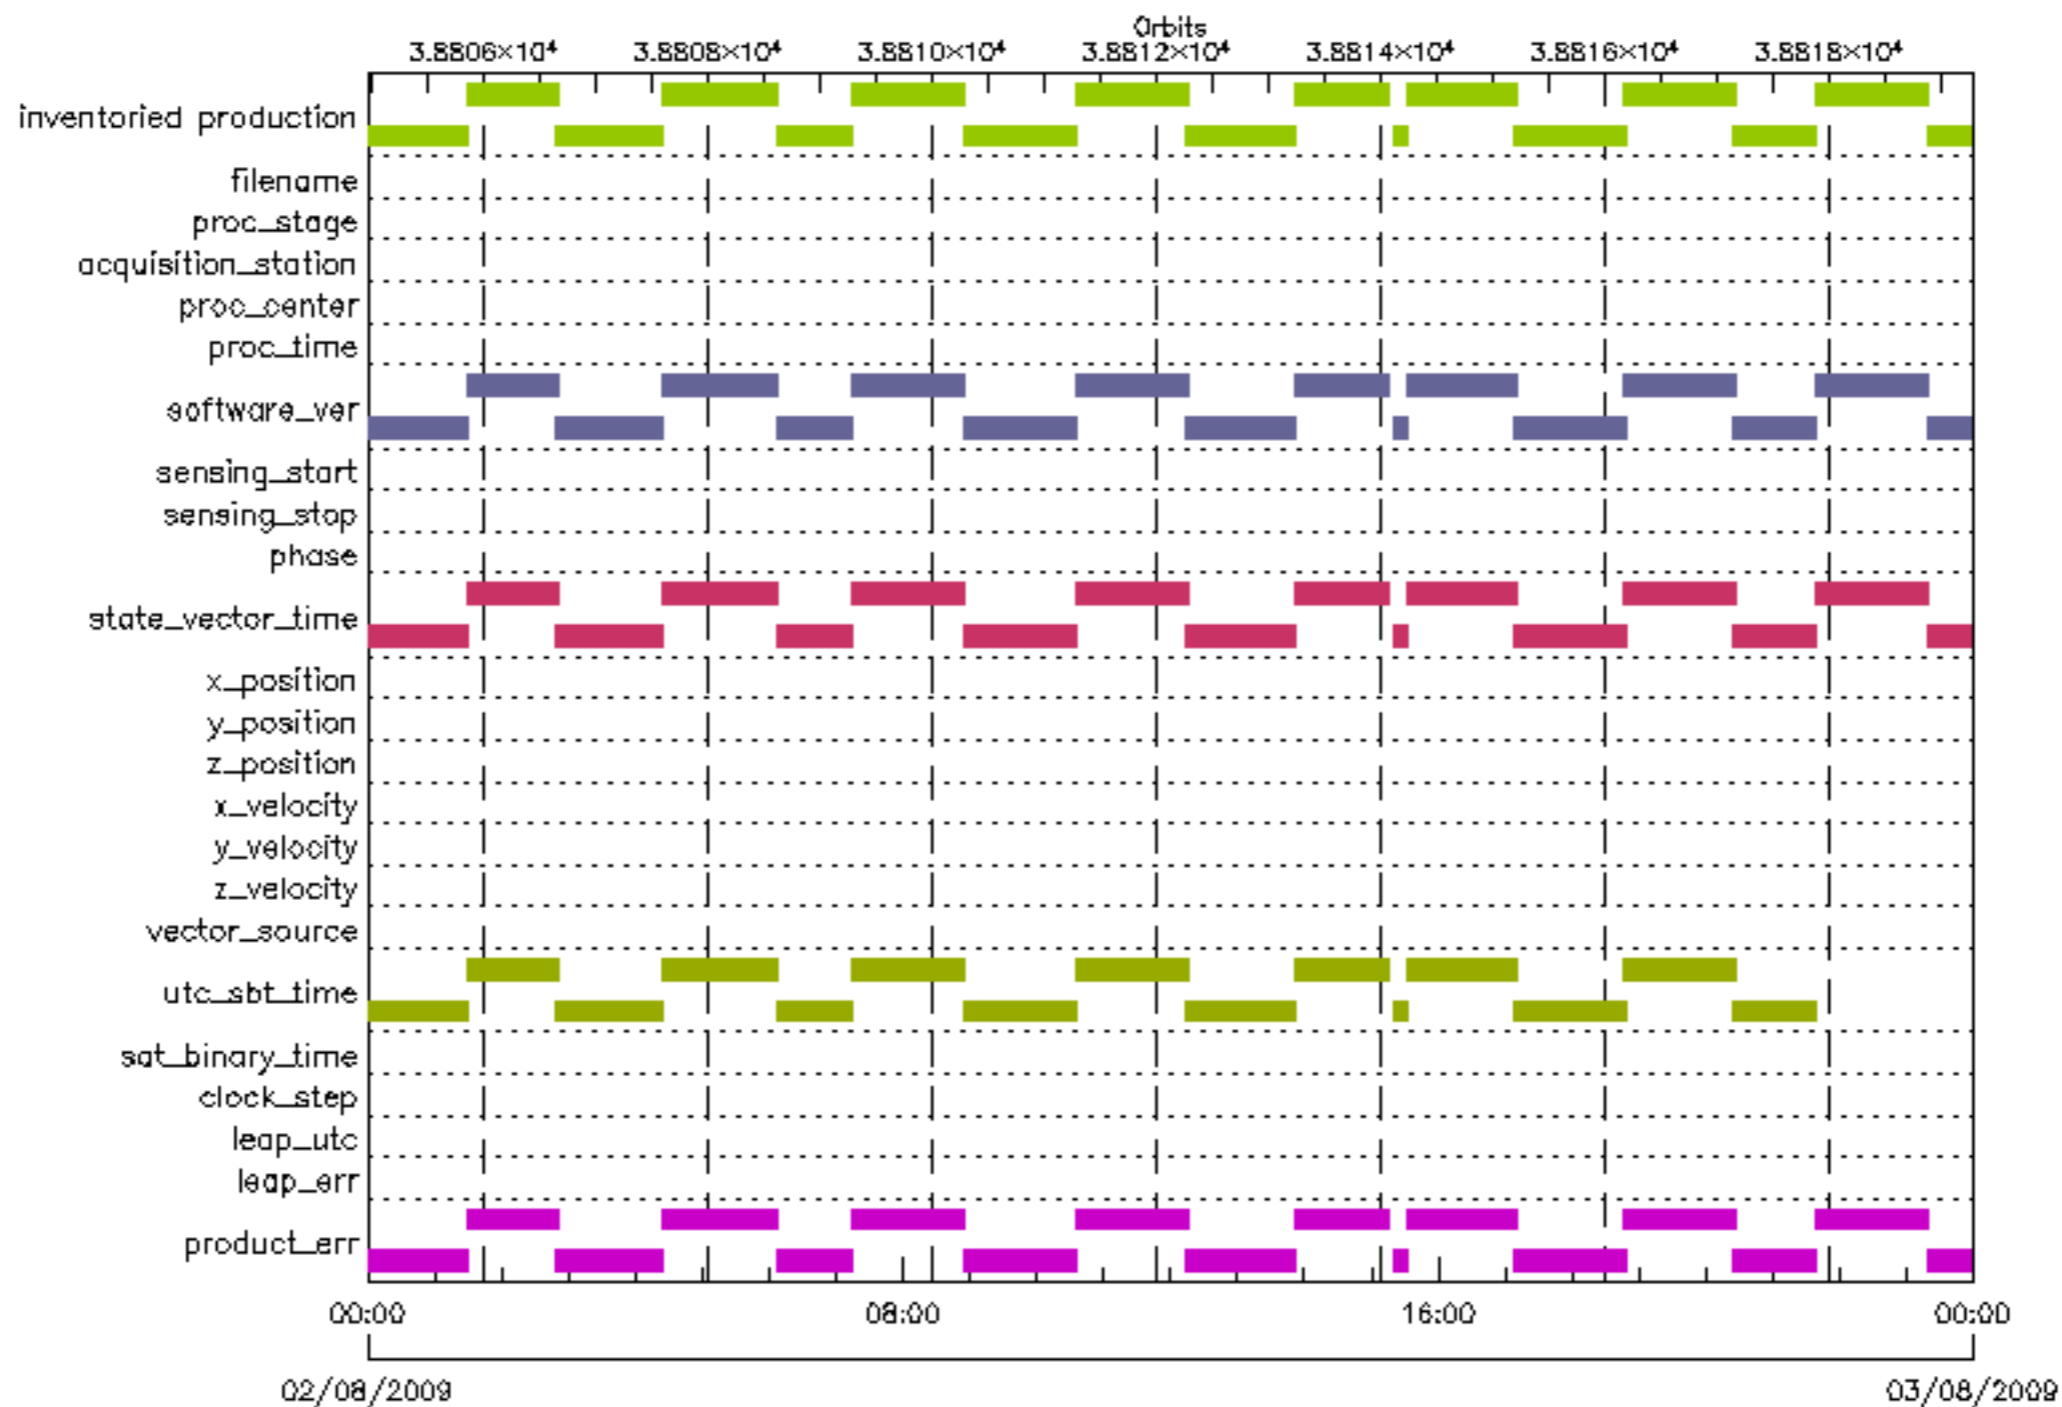 Orbits
3.8806×10⁴ 3.8808×10⁴ 3.8810×10⁴ 3.8812×10⁴ 3.8814×10⁴ 3.8816×10⁴ 3.8818×10⁴
inventoried production
filename
proc_stage
acquisition_station
proc_center
proc_time
software_ver
sensing_start
sensing_stop
phase
state_vector_time
x_position
y_position
z_position
x_velocity
y_velocity
z_velocity
vector_source
utc_sbt_time
sat_binary_time
clock_step
leap_utc
leap_err
product_err
00:00 08:00 16:00 00:00
02/08/2009 03/08/2009